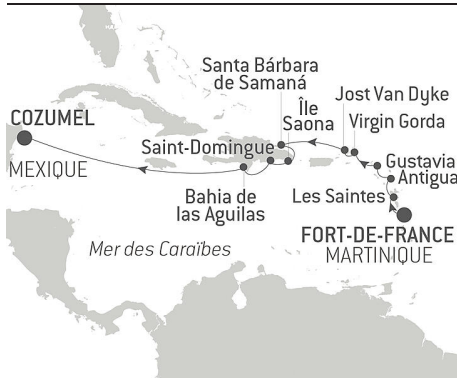 Santa Bárbara
de Samaná
Île
Saona
Jost Van Dyke
Virgin Gorda
COZUMEL
MEXIQUE
Saint-Domingue
Gustavia
Antigua
Bahia de
las Aguilas
Les Saintes
FORT-DE-FRANCE
MARTINIQUE
Mer des Caraïbes